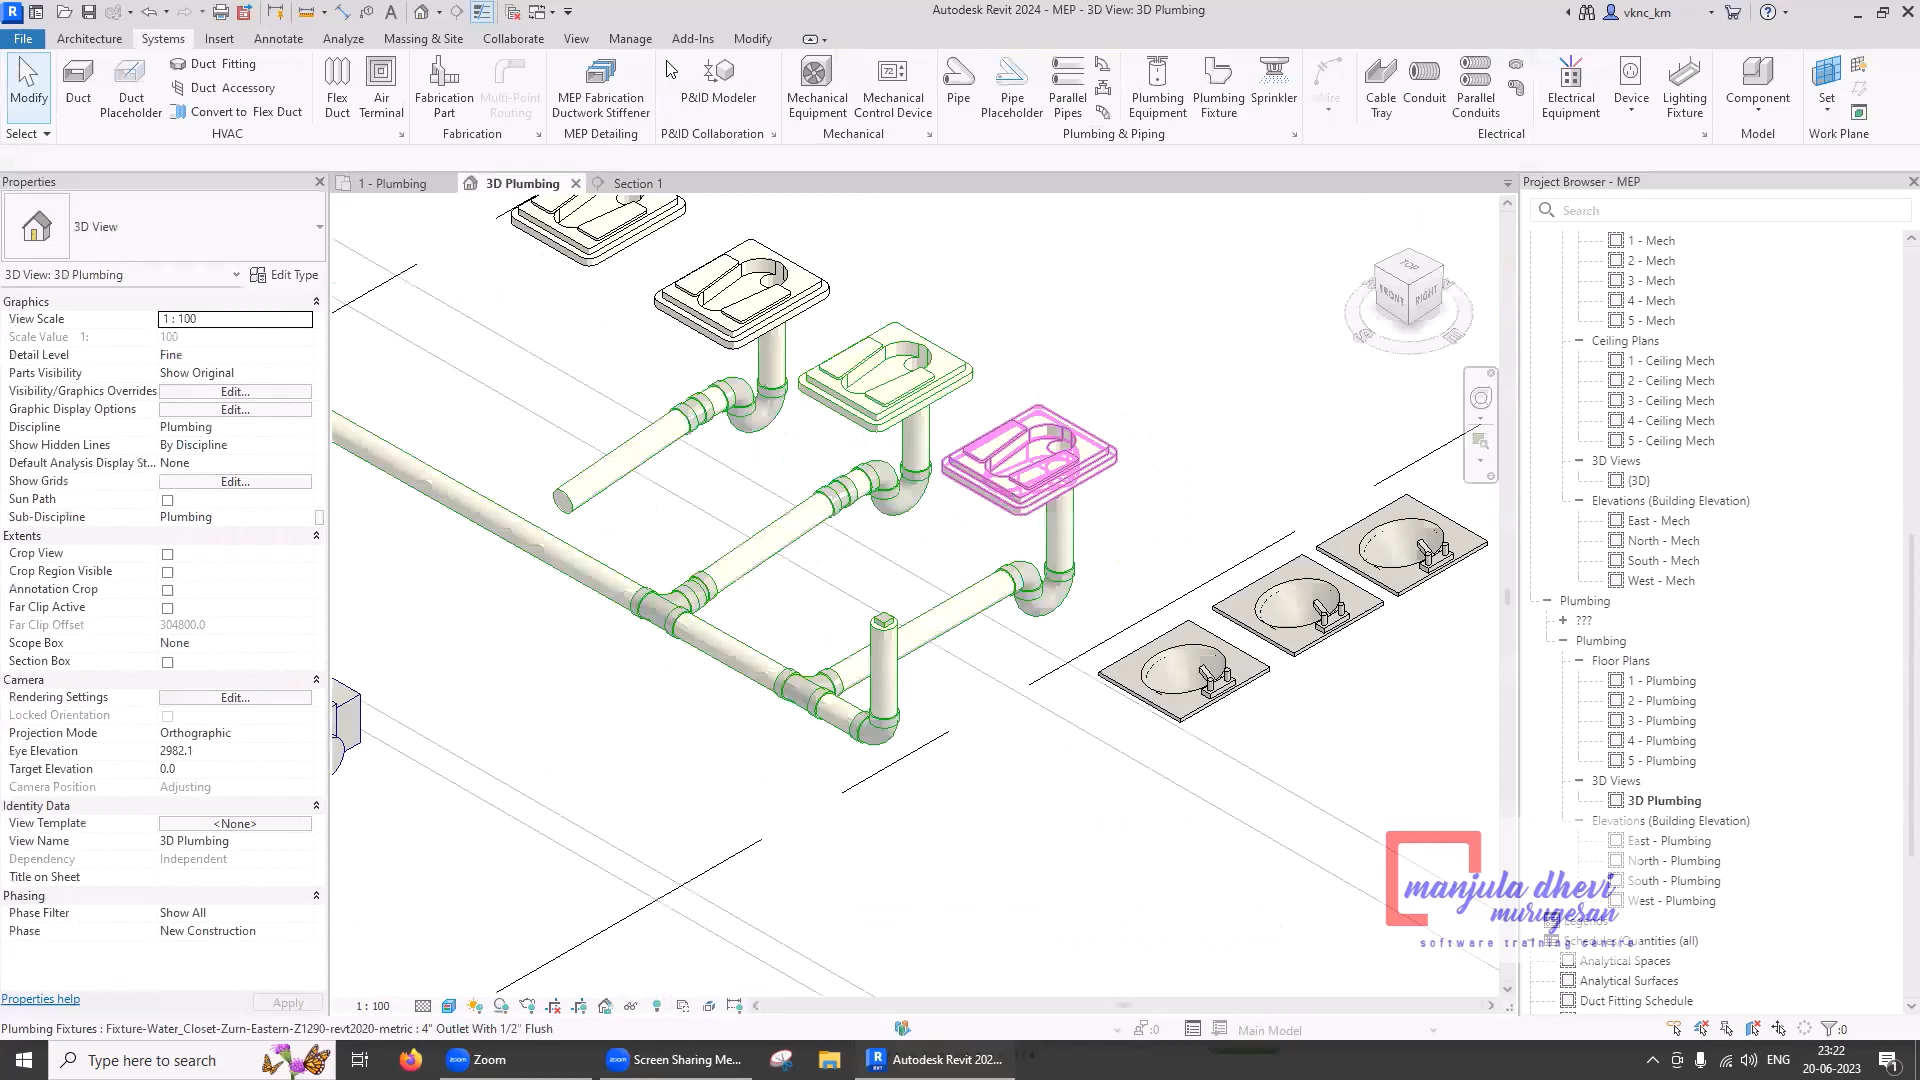 Autodesk Revit 2024 - MEP - 3D View: 3D Plumbing
vknc_km
File Architecture Systems Insert Annotate Analyze Massing & Site Collaborate View Manage Add-Ins Modify
Modify
Select
Duct
Duct Placeholder
Duct Fitting
Duct Accessory
Convert to Flex Duct
Flex Duct
Air Terminal
HVAC
Fabrication Part
Multi-Point Routing
Fabrication
MEP Fabrication Ductwork Stiffener
MEP Detailing
P&ID Modeler
P&ID Collaboration
Mechanical Equipment
Mechanical Control Device
Mechanical
Pipe
Pipe Placeholder
Parallel Pipes
Plumbing Equipment
Plumbing Fixture
Sprinkler
Plumbing & Piping
Wire
Cable Tray
Conduit
Parallel Conduits
Electrical Equipment
Device
Lighting Fixture
Electrical
Component
Model
Set
Work Plane
Properties
3D View
3D View: 3D Plumbing
Edit Type
Graphics
View Scale 1 : 100
Scale Value 1: 100
Detail Level Fine
Parts Visibility Show Original
Visibility/Graphics Overrides Edit...
Graphic Display Options Edit...
Discipline Plumbing
Show Hidden Lines By Discipline
Default Analysis Display St... None
Show Grids Edit...
Sun Path
Sub-Discipline Plumbing
Extents
Crop View
Crop Region Visible
Annotation Crop
Far Clip Active
Far Clip Offset 304800.0
Scope Box None
Section Box
Camera
Rendering Settings Edit...
Locked Orientation
Projection Mode Orthographic
Eye Elevation 2982.1
Target Elevation 0.0
Camera Position Adjusting
Identity Data
View Template <None>
View Name 3D Plumbing
Dependency Independent
Title on Sheet
Phasing
Phase Filter Show All
Phase New Construction
Properties help
Apply
1 - Plumbing
3D Plumbing
Section 1
TOP
FRONT
RIGHT
1 : 100
Project Browser - MEP
Search
1 - Mech
2 - Mech
3 - Mech
4 - Mech
5 - Mech
Ceiling Plans
1 - Ceiling Mech
2 - Ceiling Mech
3 - Ceiling Mech
4 - Ceiling Mech
5 - Ceiling Mech
3D Views
{3D}
Elevations (Building Elevation)
East - Mech
North - Mech
South - Mech
West - Mech
Plumbing
???
Plumbing
Floor Plans
1 - Plumbing
2 - Plumbing
3 - Plumbing
4 - Plumbing
5 - Plumbing
3D Views
3D Plumbing
Elevations (Building Elevation)
East - Plumbing
North - Plumbing
South - Plumbing
West - Plumbing
Legends
Schedules/Quantities (all)
Analytical Spaces
Analytical Surfaces
Duct Fitting Schedule
manjula dhevi
murugesan
software training centre
Plumbing Fixtures : Fixture-Water_Closet-Zurn-Eastern-Z1290-revt2020-metric : 4" Outlet With 1/2" Flush
:0
Main Model
:0
Type here to search
Zoom
Screen Sharing Me...
Autodesk Revit 202...
ENG
23:22
20-06-2023
1